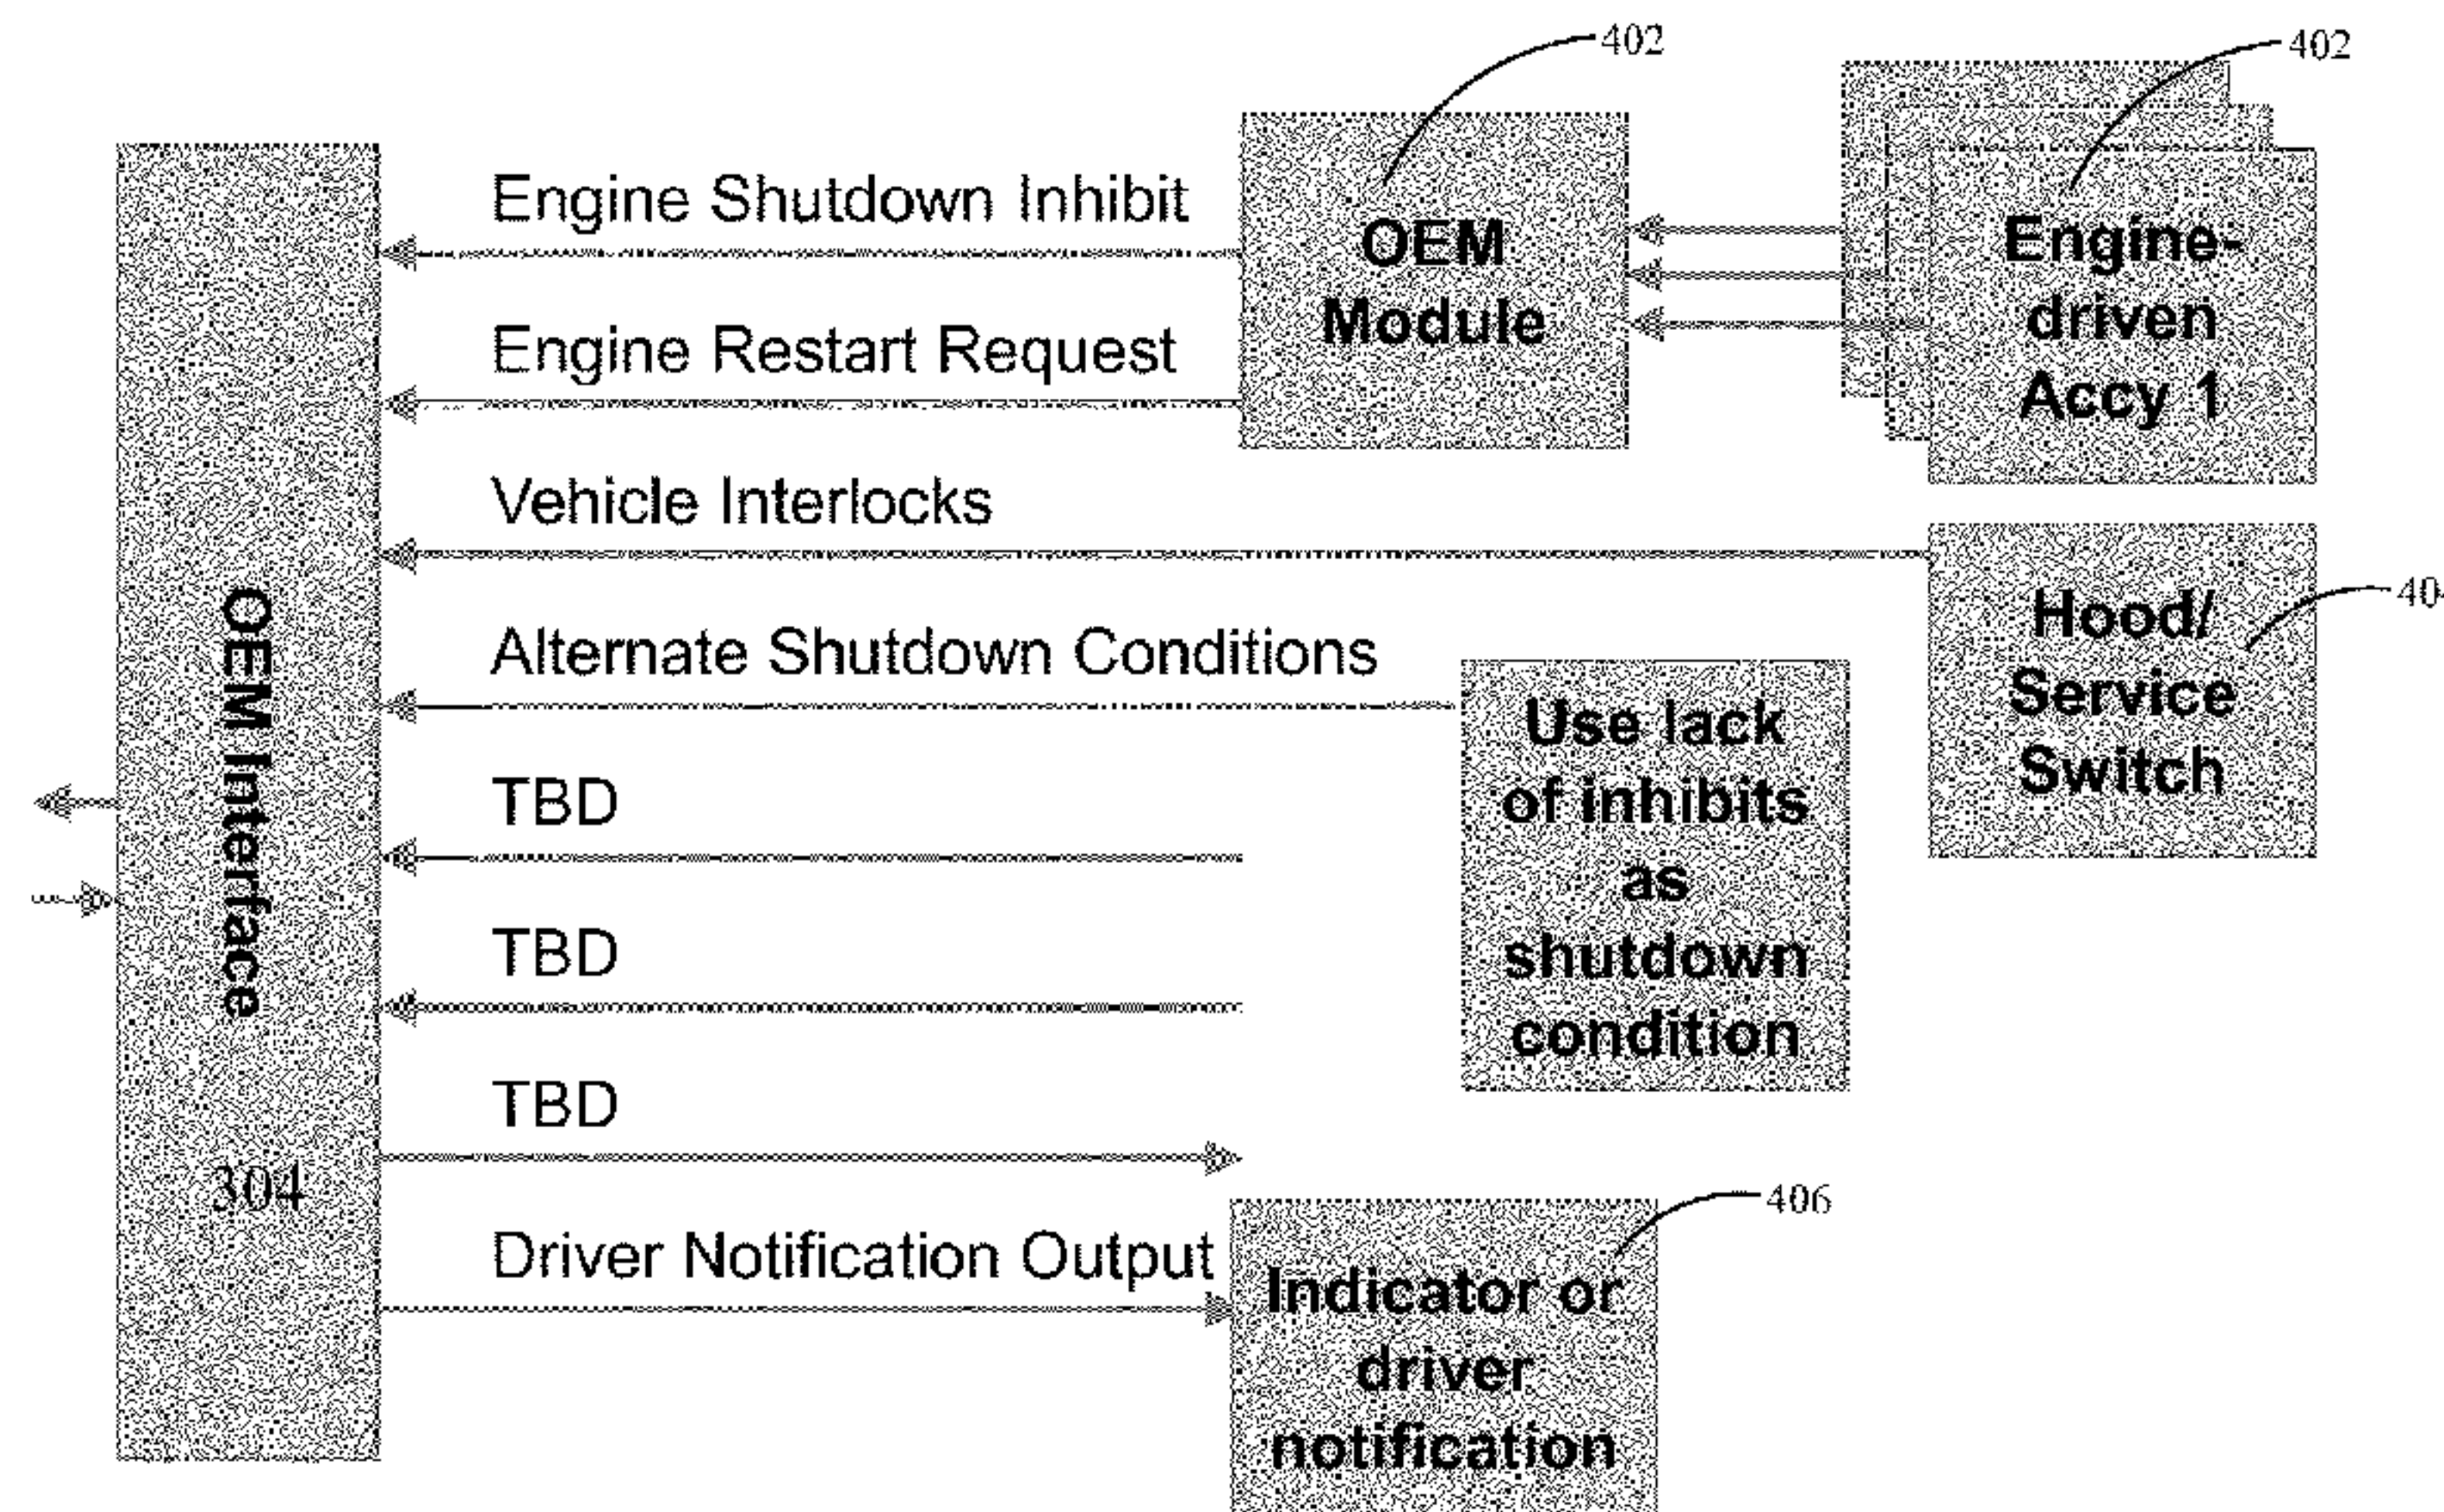 402
402
Engine Shutdown Inhibit
OEM
Module
Engine-
driven
Accy 1
Engine Restart Request
Vehicle Interlocks
Hood/
Service
Switch
Alternate Shutdown Conditions
Use lack
of inhibits
as
shutdown
condition
OEM Interface
304
TBD
TBD
TBD
Driver Notification Output
406
Indicator or
driver
notification